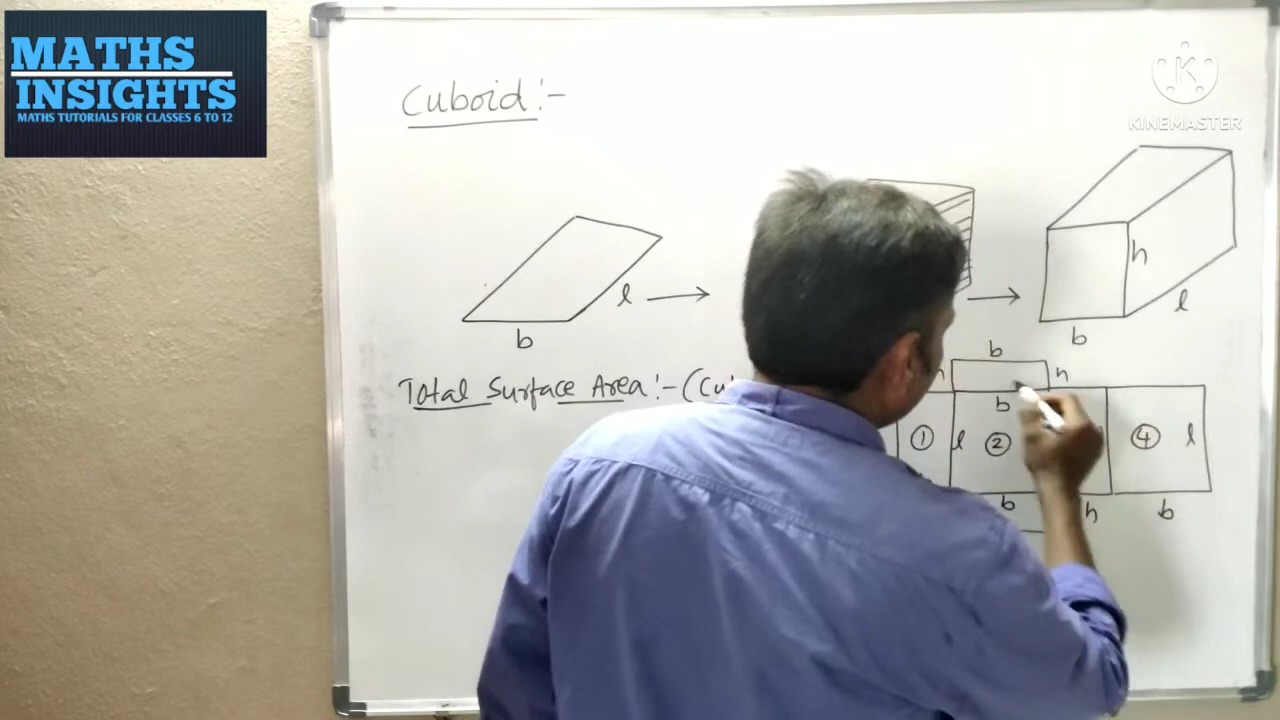 MATHS
INSIGHTS
MATHS TUTORIALS FOR CLASSES 6 TO 12
K
KINEMASTER
Cuboid :-
h
l
b
l
b
b
h
h
Total Surface Area :- (Cu
b
① l ② ④ l
b h b